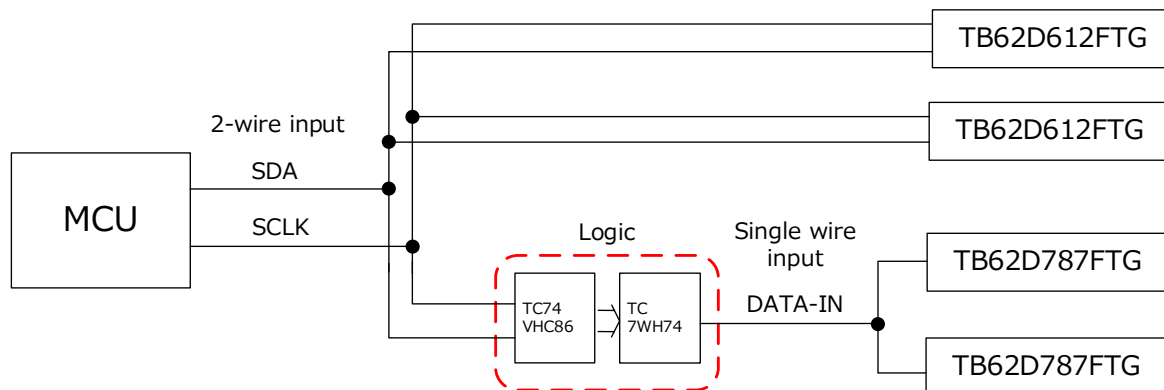 TB62D612FTG
TB62D612FTG
2-wire input
SDA
MCU
SCLK
Logic
Single wire
input
TC74
VHC86
TC
7WH74
DATA-IN
TB62D787FTG
TB62D787FTG